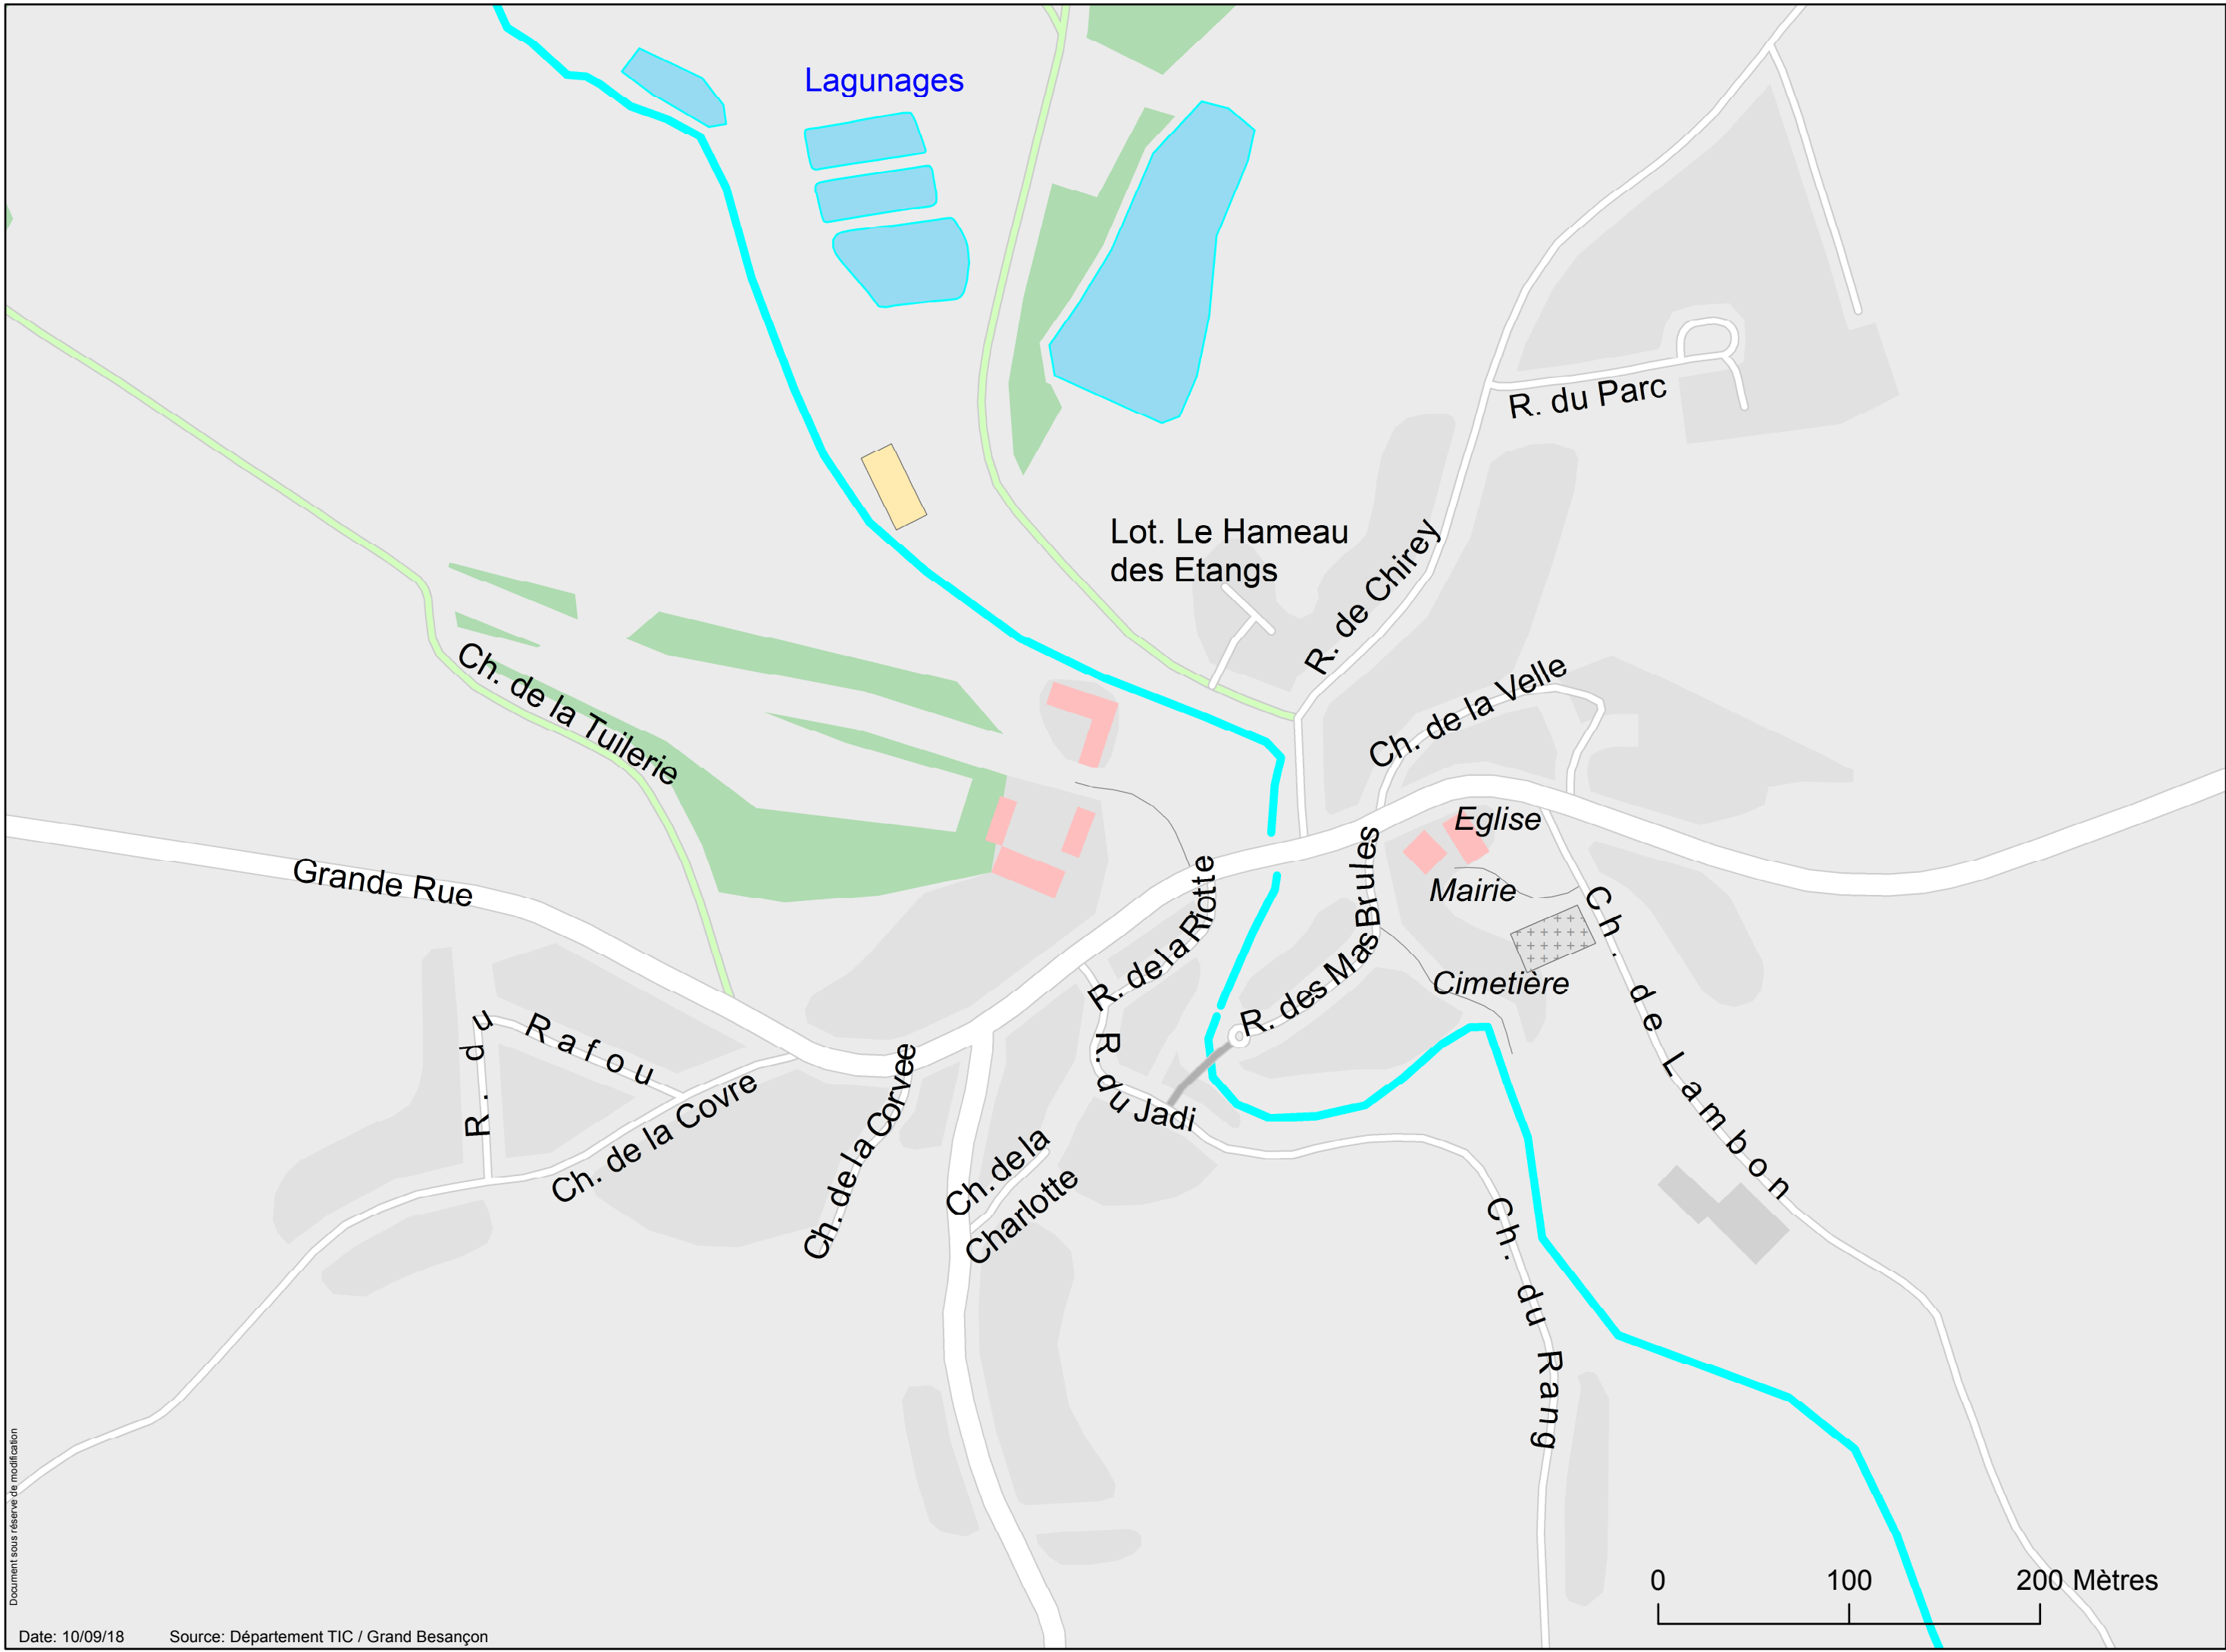 Lagunages
R. du Parc
Lot. Le Hameau
des Etangs
R. de Chirey
Ch. de la Tuilerie
Ch. de la Velle
Eglise
Grande Rue
Mairie
R. de la Riotte
R. des Mas Brules
Cimetière
Ch. de Lambon
R. du Rafou
Ch. de la Covre
Ch. de la Corvee
R. du Jadi
Ch. de la
Charlotte
Ch. du Rang
0 100 200 Mètres
Document sous réserve de modification
Date: 10/09/18 Source: Département TIC / Grand Besançon